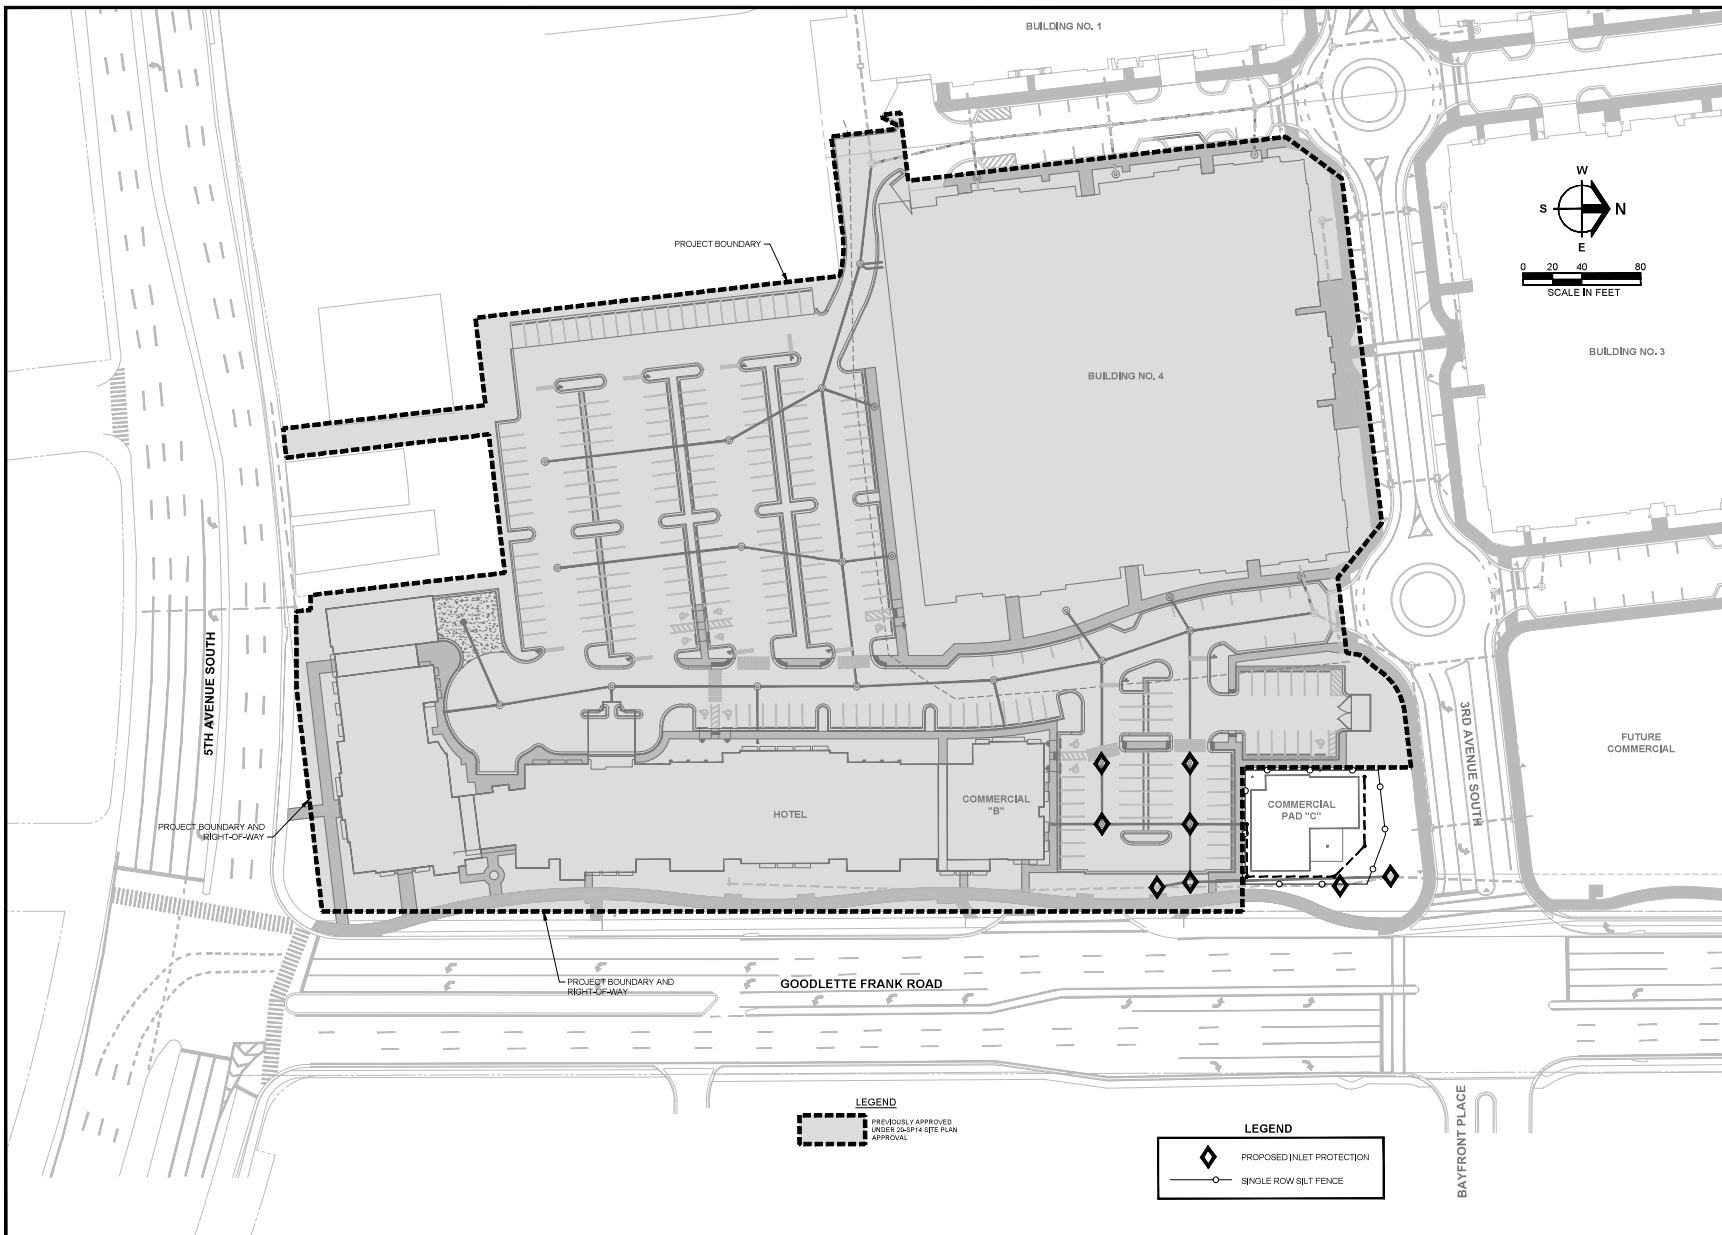 BUILDING NO. 1
W
S
N
E
0 20 40 80
SCALE IN FEET
PROJECT BOUNDARY
BUILDING NO. 3
BUILDING NO. 4
5TH AVENUE SOUTH
3RD AVENUE SOUTH
FUTURE
COMMERCIAL
COMMERCIAL
"B"
COMMERCIAL
PAD "C"
HOTEL
PROJECT BOUNDARY AND
RIGHT-OF-WAY
PROJECT BOUNDARY AND
RIGHT-OF-WAY
GOODLETTE FRANK ROAD
BAYFRONT PLACE
LEGEND
PREVIOUSLY APPROVED
UNDER 20-SP14 SITE PLAN
APPROVAL
LEGEND
PROPOSED INLET PROTECTION
SINGLE ROW SILT FENCE